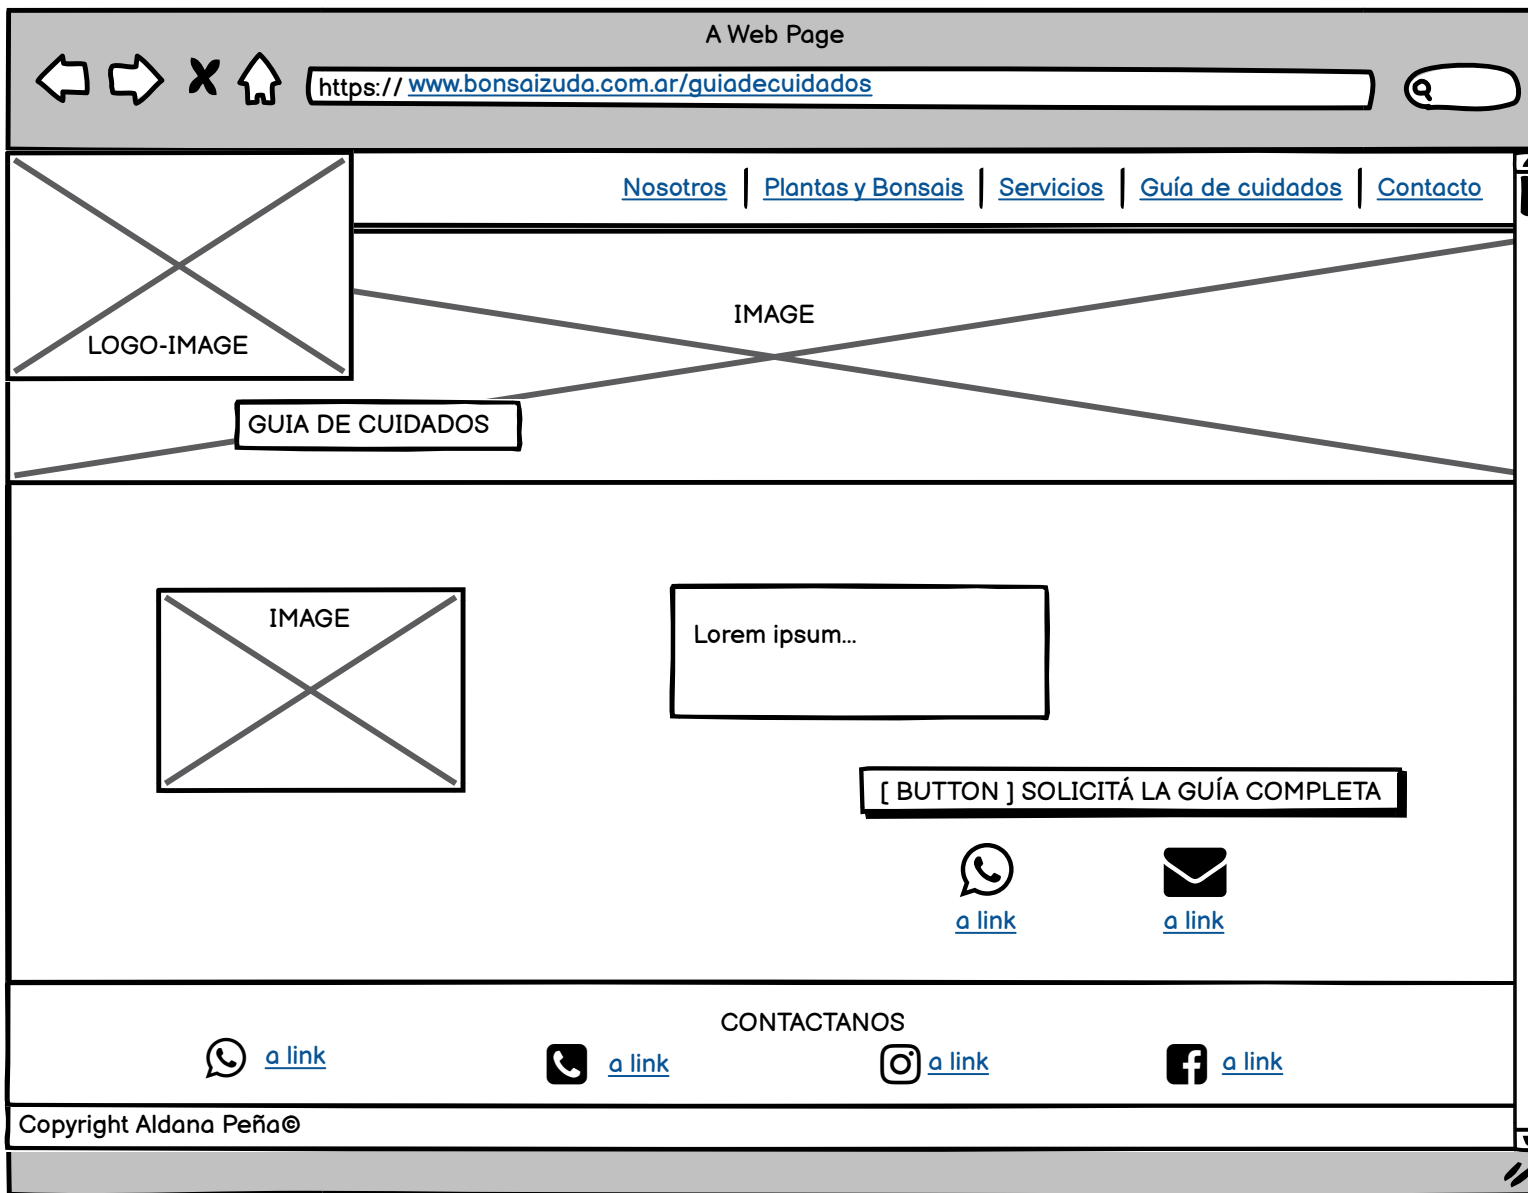 A Web Page
https:// www.bonsaizuda.com.ar/guiadecuidados
Nosotros Plantas y Bonsais Servicios Guía de cuidados Contacto
IMAGE
LOGO-IMAGE
GUIA DE CUIDADOS
IMAGE
Lorem ipsum...
[ BUTTON ] SOLICITÁ LA GUÍA COMPLETA
a link a link
CONTACTANOS
a link a link a link a link
Copyright Aldana Peña©